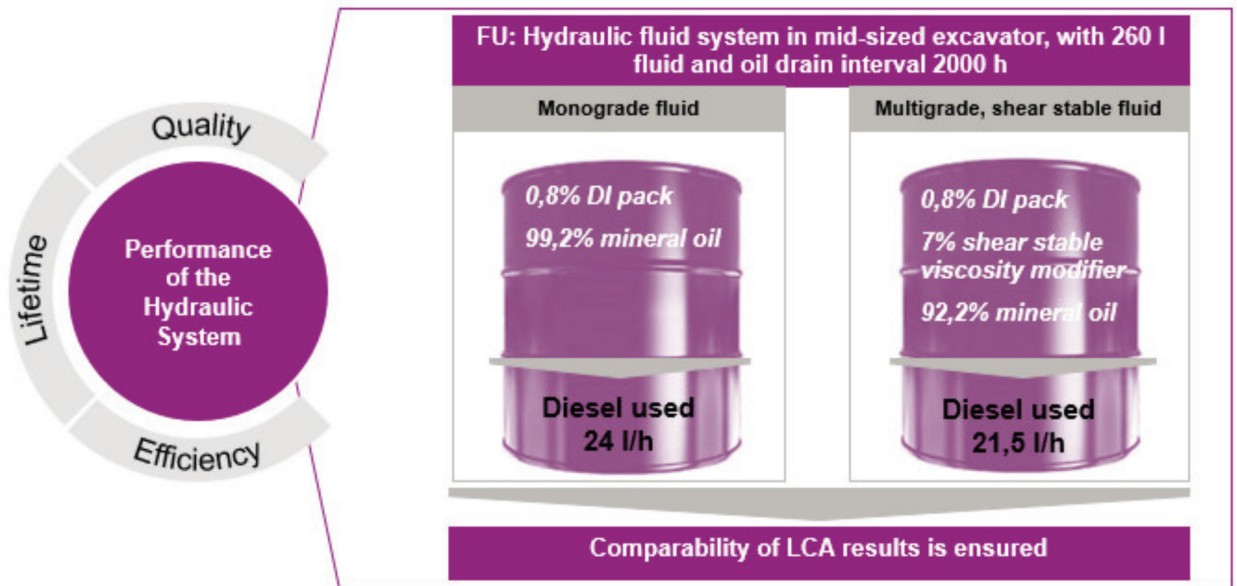 FU: Hydraulic fluid system in mid-sized excavator, with 260 l
fluid and oil drain interval 2000 h
Quality
Lifetime
Efficiency
Performance
of the
Hydraulic
System
Monograde fluid
0,8% DI pack
99,2% mineral oil
Diesel used
24 l/h
Multigrade, shear stable fluid
0,8% DI pack
7% shear stable
viscosity modifier
92,2% mineral oil
Diesel used
21,5 l/h
Comparability of LCA results is ensured